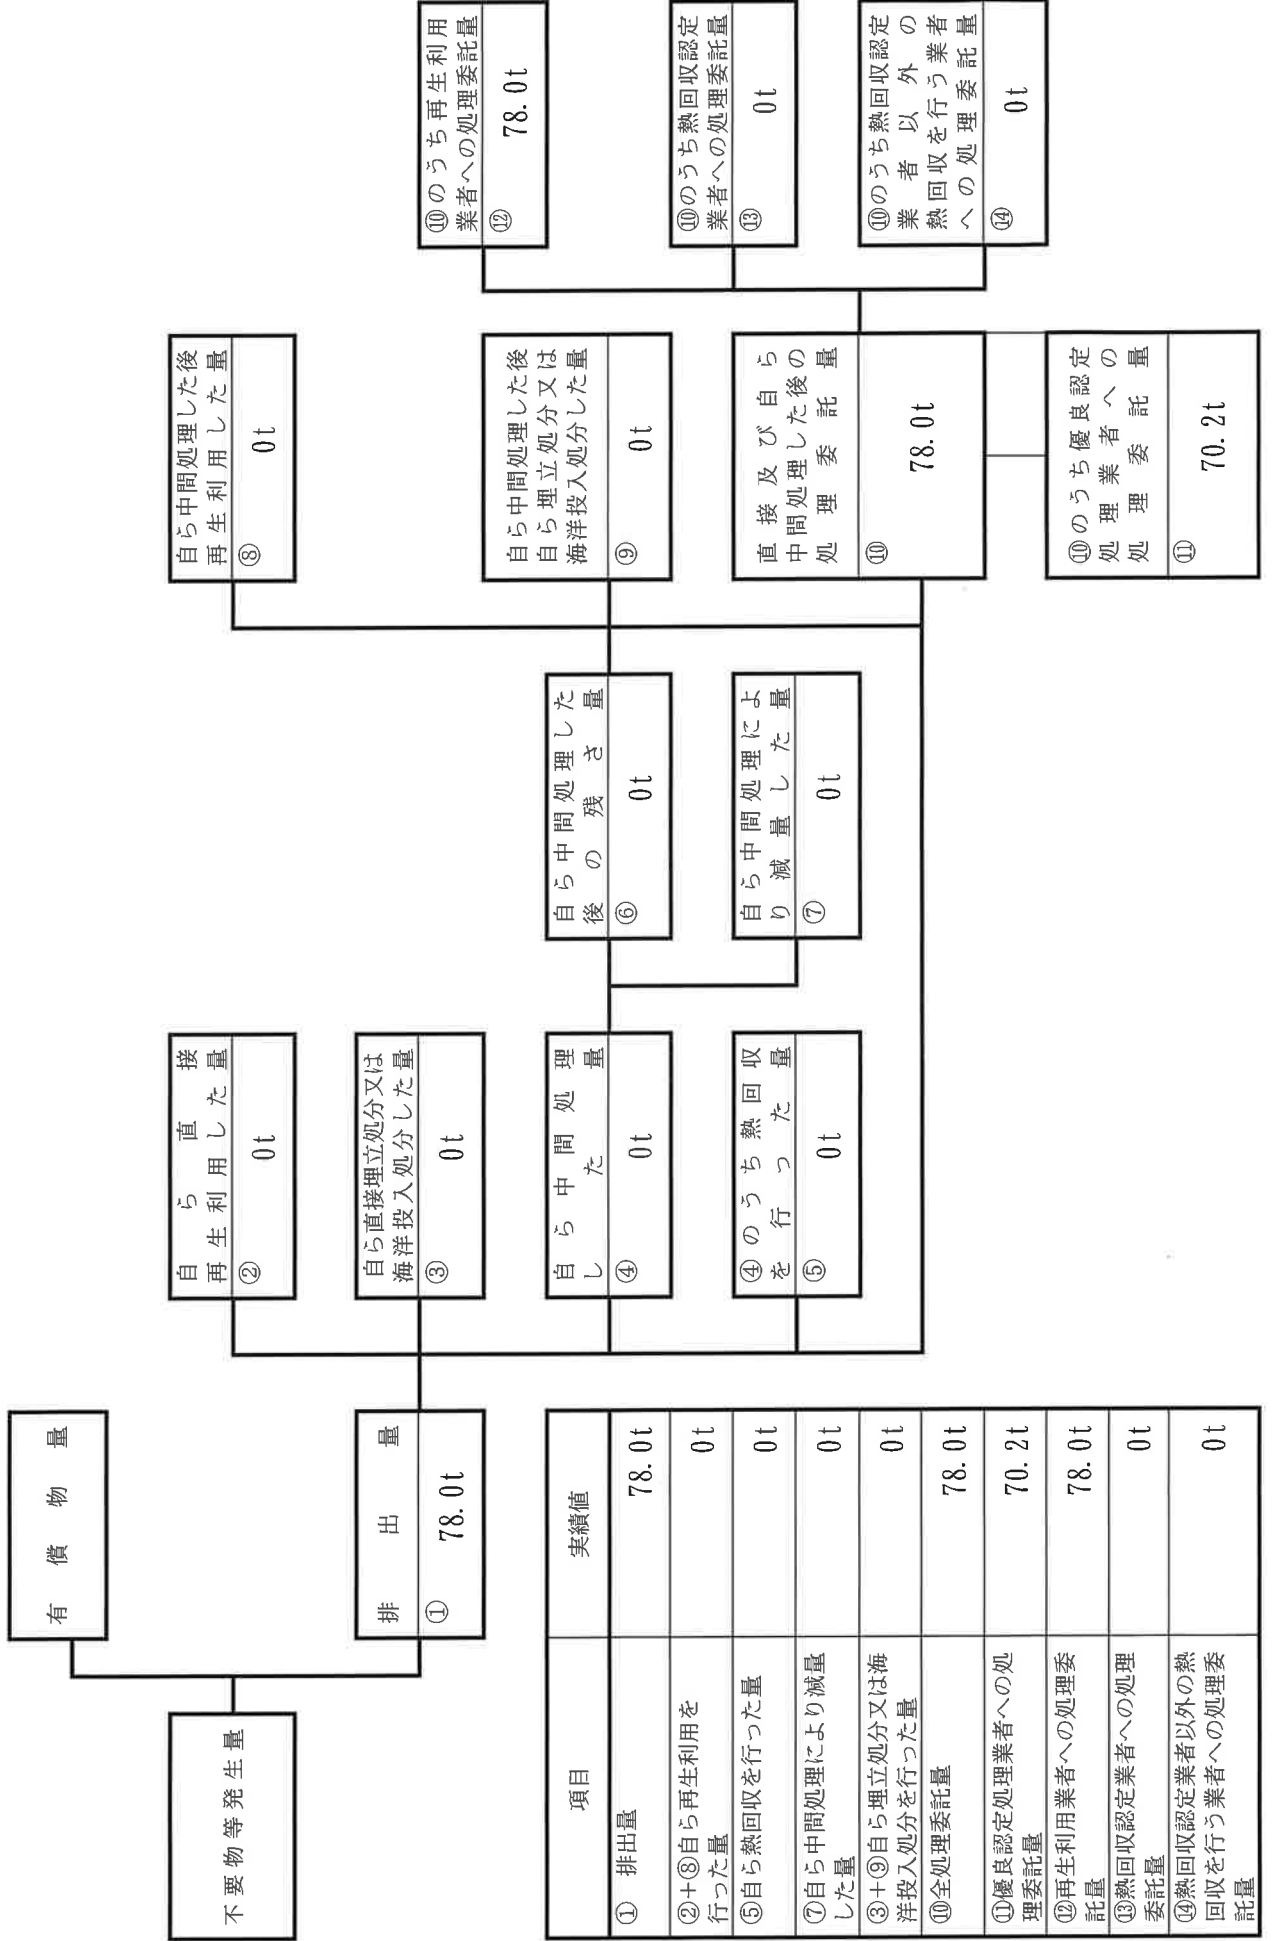 不要物等発生量
有償物量
排出量
① 78.0t
自ら直接
再生利用した量
② 0t
自ら直接埋立処分又は
海洋投入処分した量
③ 0t
自ら中間処理
した量
④ 0t
④のうち熱回収
を行った量
⑤ 0t
自ら中間処理した
後の残さ量
⑥ 0t
自ら中間処理によ
り減量した量
⑦ 0t
自ら中間処理した後
再生利用した量
⑧ 0t
自ら中間処理した後
自ら埋立処分又は
海洋投入処分した量
⑨ 0t
直接及び自ら
中間処理した後の
処理委託量
⑩ 78.0t
⑩のうち優良認定
処理業者への
処理委託量
⑪ 70.2t
⑩のうち再生利用
業者への処理委託量
⑫ 78.0t
⑩のうち熱回収認定
業者への処理委託量
⑬ 0t
⑩のうち熱回収認定
業者以外の
熱回収を行う業者
への処理委託量
⑭ 0t
項目 実績値
① 排出量 78.0t
②+⑧自ら再生利用を
行った量 0t
⑤自ら熱回収を行った量 0t
⑦自ら中間処理により減量
した量 0t
③+⑨自ら埋立処分又は海
洋投入処分を行った量 0t
⑩全処理委託量 78.0t
⑪優良認定処理業者への処
理委託量 70.2t
⑫再生利用業者への処理委
託量 78.0t
⑬熱回収認定業者への処理
委託量 0t
⑭熱回収認定業者以外の熱
回収を行う業者への処理委
託量 0t